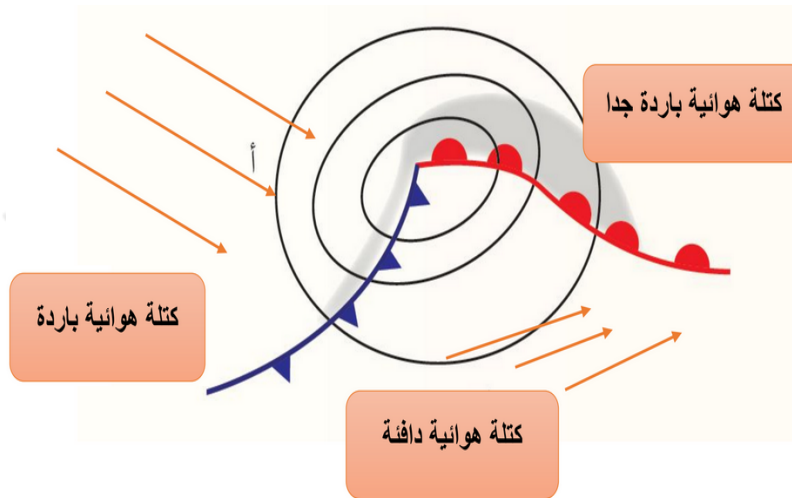 كتلة هوائية باردة جدا
أ
كتلة هوائية باردة
كتلة هوائية دافئة